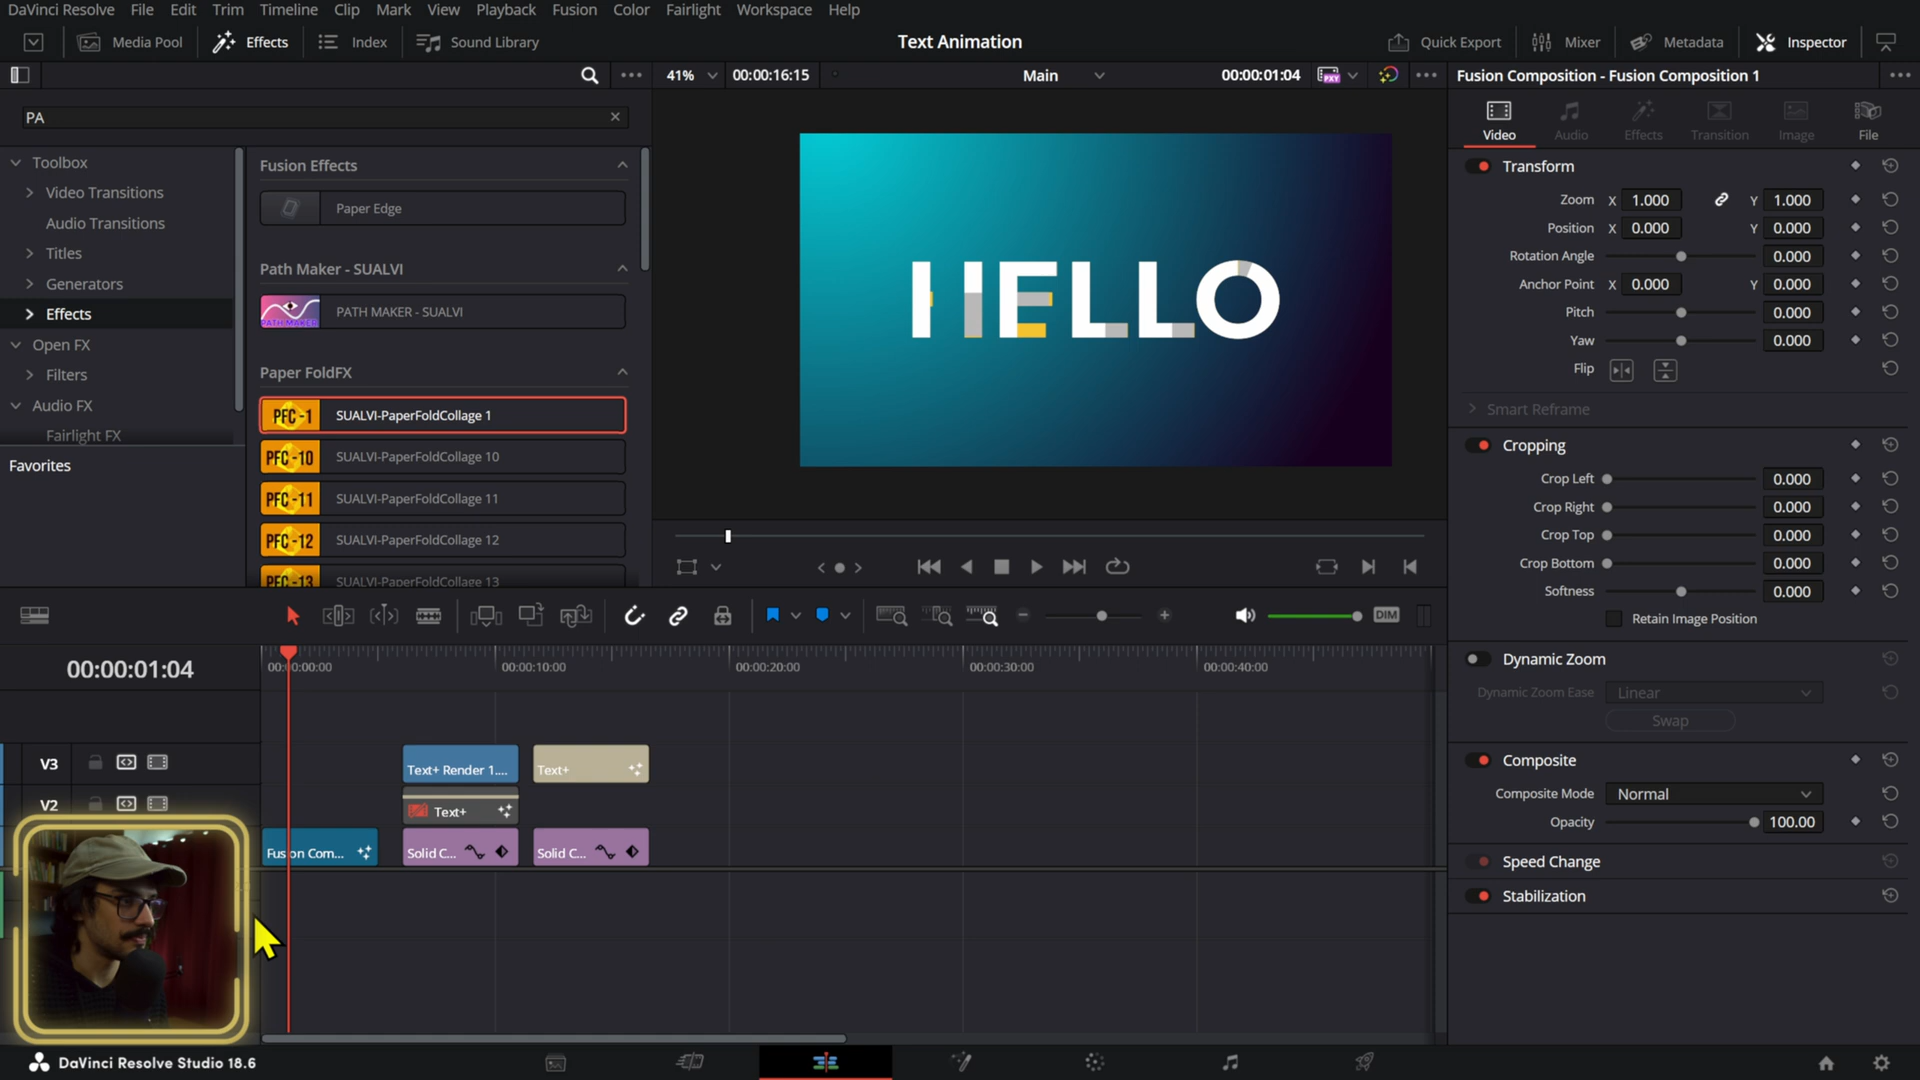 DaVinci Resolve File Edit Trim Timeline Clip Mark View Playback Fusion Color Fairlight Workspace Help
Media Pool Effects Index Sound Library Text Animation Quick Export Mixer Metadata Inspector
41% 00:00:16:15 Main 00:00:01:04 Fusion Composition - Fusion Composition 1
PA
Toolbox
Video Transitions
Audio Transitions
Titles
Generators
Effects
Open FX
Filters
Audio FX
Fairlight FX
Favorites
Fusion Effects
Paper Edge
Path Maker - SUALVI
PATH MAKER PATH MAKER - SUALVI
Paper FoldFX
PFC -1 SUALVI-PaperFoldCollage 1
PFC -10 SUALVI-PaperFoldCollage 10
PFC -11 SUALVI-PaperFoldCollage 11
PFC -12 SUALVI-PaperFoldCollage 12
PFC -13 SUALVI-PaperFoldCollage 13
HELLO
Video Audio Effects Transition Image File
Transform
Zoom X 1.000 Y 1.000
Position X 0.000 Y 0.000
Rotation Angle 0.000
Anchor Point X 0.000 Y 0.000
Pitch 0.000
Yaw 0.000
Flip
Smart Reframe
Cropping
Crop Left 0.000
Crop Right 0.000
Crop Top 0.000
Crop Bottom 0.000
Softness 0.000
Retain Image Position
Dynamic Zoom
Dynamic Zoom Ease Linear
Swap
Composite
Composite Mode Normal
Opacity 100.00
Speed Change
Stabilization
DIM
00:00:01:04 00:00:00:00 00:00:10:00 00:00:20:00 00:00:30:00 00:00:40:00
V3 Text+ Render 1.... Text+
V2 Text+
Fusion Com... Solid C... Solid C...
DaVinci Resolve Studio 18.6